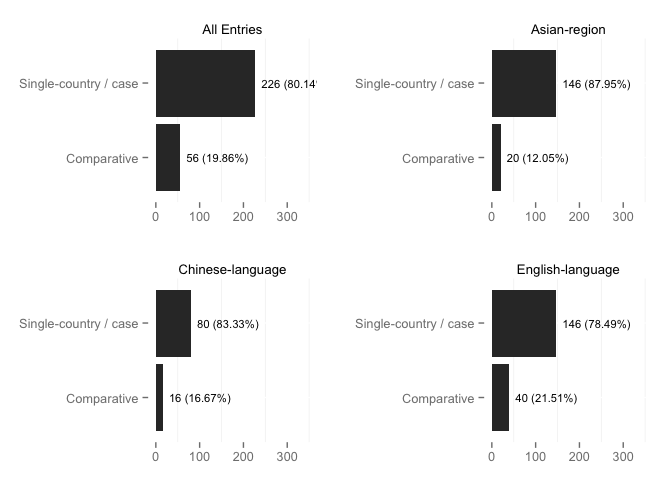 All Entries
Single-country / case
226 (80.14
Comparative
56 (19.86%)
0 100 200 300
Asian-region
Single-country / case
146 (87.95%)
Comparative
20 (12.05%)
0 100 200 300
Chinese-language
Single-country / case
80 (83.33%)
Comparative
16 (16.67%)
0 100 200 300
English-language
Single-country / case
146 (78.49%)
Comparative
40 (21.51%)
0 100 200 300